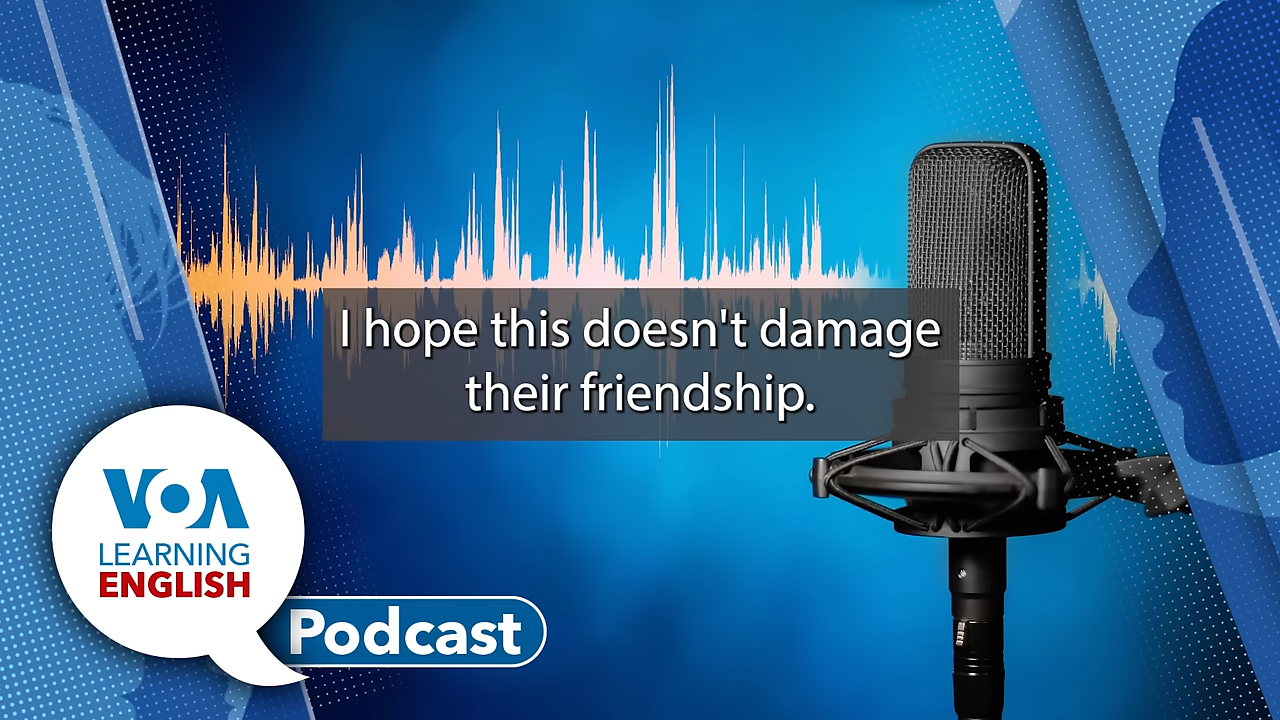 I hope this doesn't damage
their friendship.
VOA
LEARNING
ENGLISH
Podcast